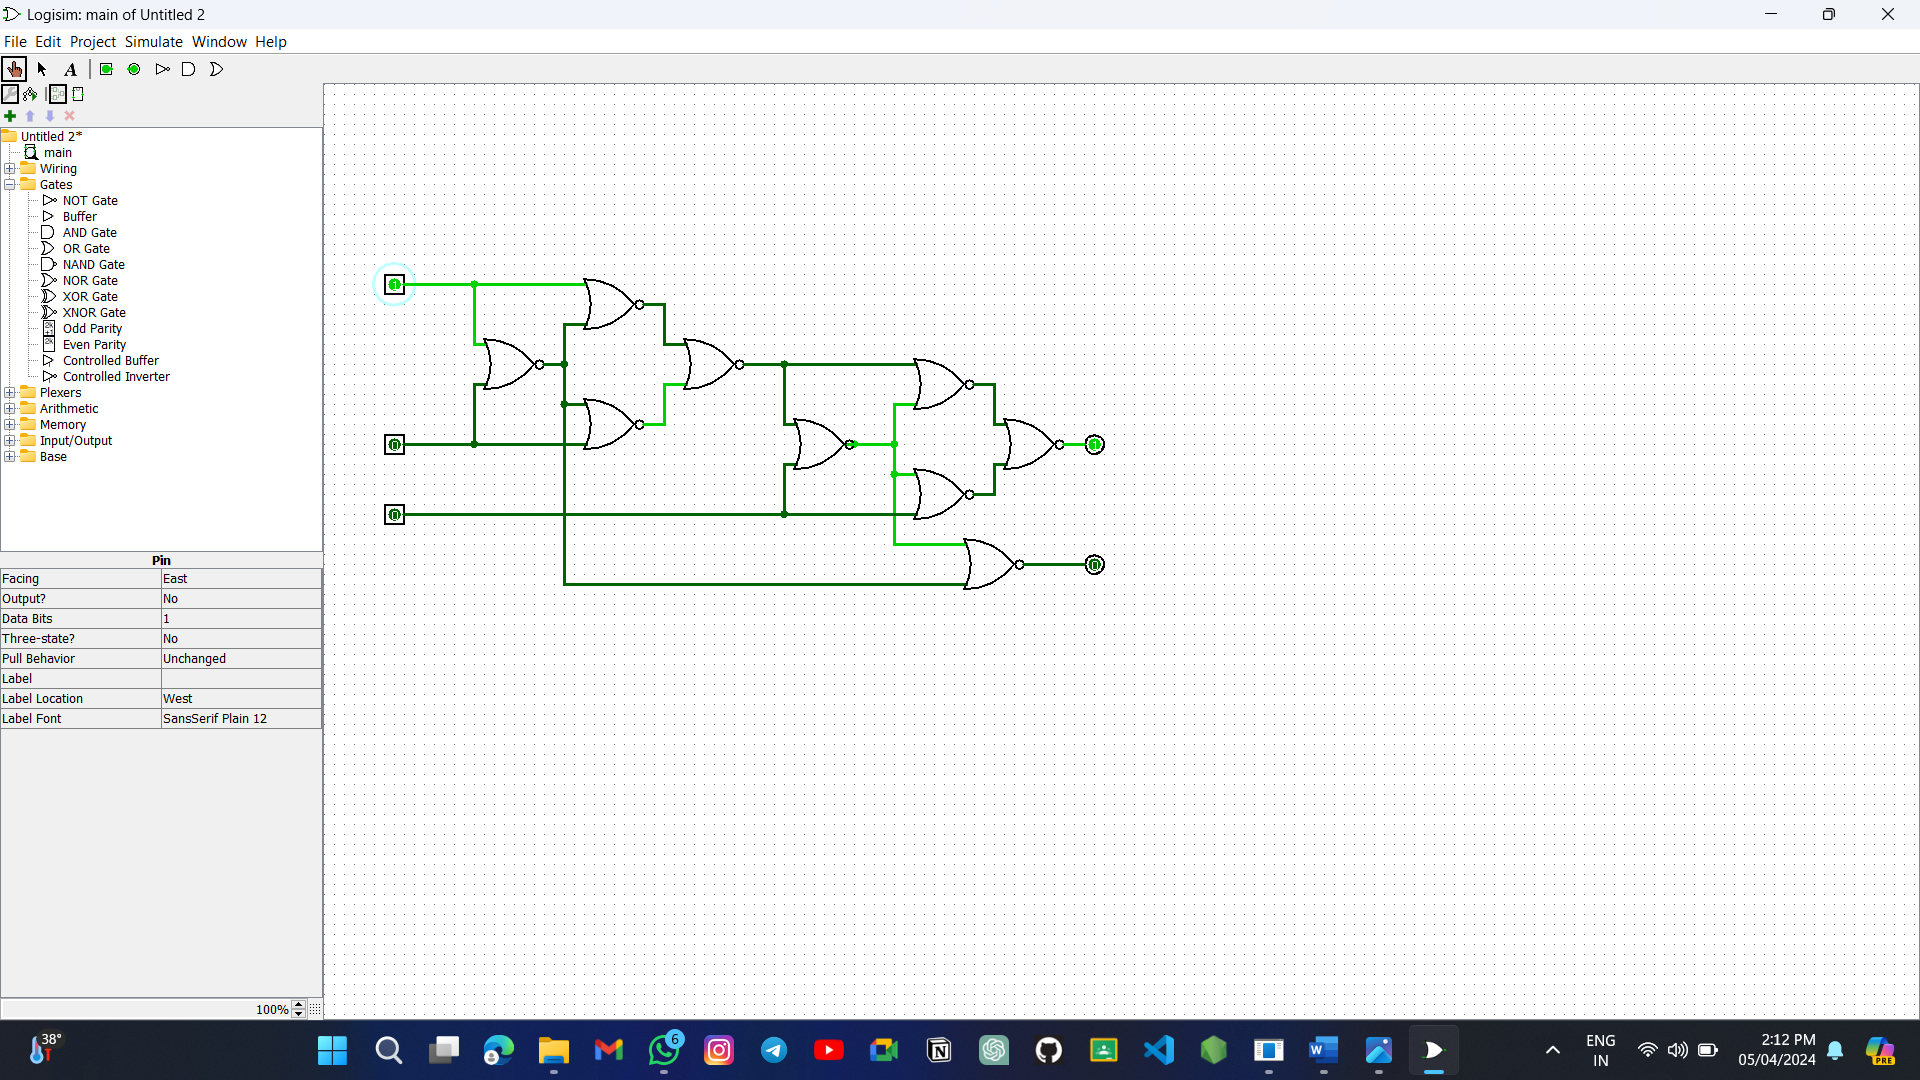 Logisim: main of Untitled 2
File Edit Project Simulate Window Help
A
Untitled 2*
main
Wiring
Gates
NOT Gate
Buffer
AND Gate
OR Gate
NAND Gate
NOR Gate
XOR Gate
XNOR Gate
Odd Parity
Even Parity
Controlled Buffer
Controlled Inverter
Plexers
Arithmetic
Memory
Input/Output
Base
1
0
0
1
0
Pin
Facing East
Output? No
Data Bits 1
Three-state? No
Pull Behavior Unchanged
Label
Label Location West
Label Font SansSerif Plain 12
100%
38°
6
W
ENG
IN
2:12 PM
05/04/2024
PRE